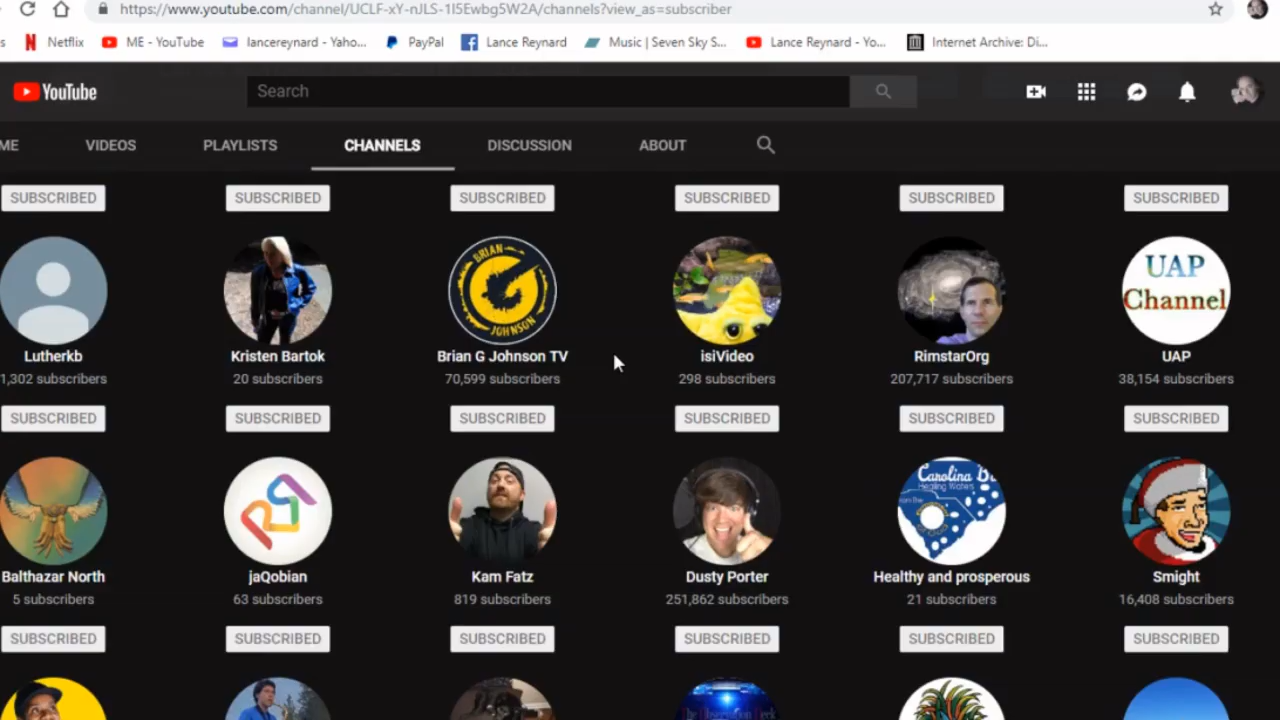 https://www.youtube.com/channel/UCLF-xY-nJLS-1I5Ewbg5W2A/channels?view_as=subscriber
s Netflix ME - YouTube lancereynard - Yaho... PayPal Lance Reynard Music | Seven Sky S... Lance Reynard - Yo... Internet Archive: Di...
YouTube Search
ME VIDEOS PLAYLISTS CHANNELS DISCUSSION ABOUT
SUBSCRIBED SUBSCRIBED SUBSCRIBED SUBSCRIBED SUBSCRIBED SUBSCRIBED
BRIAN JOHNSON UAP Channel
Lutherkb Kristen Bartok Brian G Johnson TV isiVideo RimstarOrg UAP
1,302 subscribers 20 subscribers 70,599 subscribers 298 subscribers 207,717 subscribers 38,154 subscribers
SUBSCRIBED SUBSCRIBED SUBSCRIBED SUBSCRIBED SUBSCRIBED SUBSCRIBED
Carolina
Healing Waters
Balthazar North jaQobian Kam Fatz Dusty Porter Healthy and prosperous Smight
5 subscribers 63 subscribers 819 subscribers 251,862 subscribers 21 subscribers 16,408 subscribers
SUBSCRIBED SUBSCRIBED SUBSCRIBED SUBSCRIBED SUBSCRIBED SUBSCRIBED